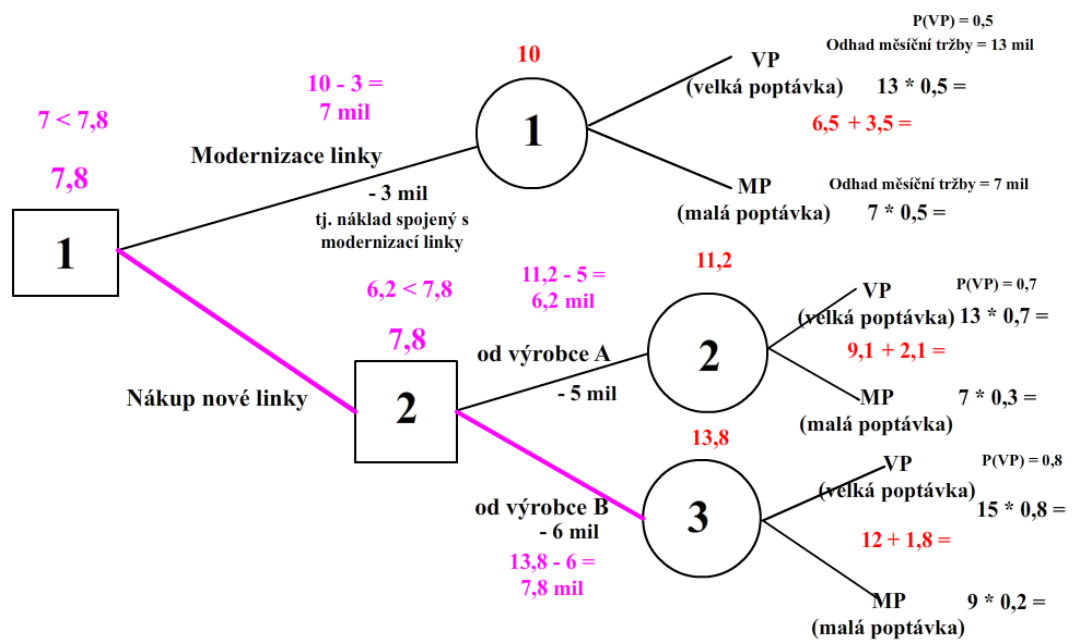 P(VP) = 0,5
Odhad měsíční tržby = 13 mil
10
VP
(velká poptávka)
13 * 0,5 =
10 - 3 =
7 mil
7 < 7,8
6,5 + 3,5 =
1
Modernizace linky
7,8
- 3 mil
tj. náklad spojený s
modernizací linky
MP
(malá poptávka)
Odhad měsíční tržby = 7 mil
7 * 0,5 =
1
11,2
11,2 - 5 =
6,2 mil
6,2 < 7,8
7,8
P(VP) = 0,7
VP
(velká poptávka)
13 * 0,7 =
9,1 + 2,1 =
od výrobce A
- 5 mil
2
Nákup nové linky
2
MP
(malá poptávka)
7 * 0,3 =
13,8
P(VP) = 0,8
VP
(velká poptávka)
15 * 0,8 =
od výrobce B
- 6 mil
3
12 + 1,8 =
13,8 - 6 =
7,8 mil
MP
(malá poptávka)
9 * 0,2 =